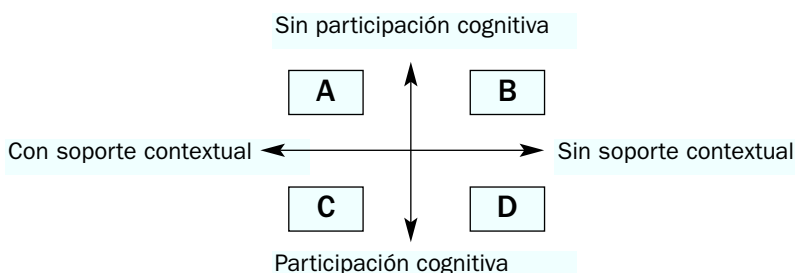 Sin participación cognitiva
A B
Con soporte contextual Sin soporte contextual
C D
Participación cognitiva